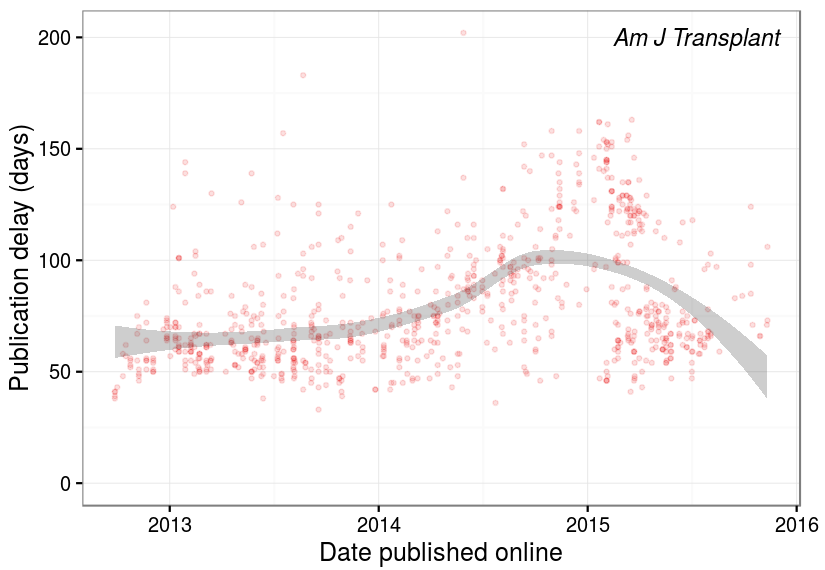 Am J Transplant
Publication delay (days)
200
150
100
50
0
2013 2014 2015 2016
Date published online